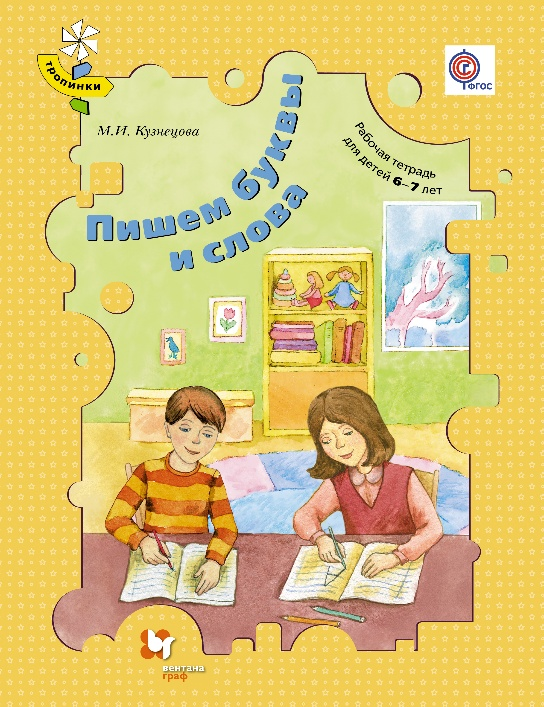 тропинки
ФГОС
М.И. Кузнецова
Рабочая тетрадь
для детей 6–7 лет
Пишем буквы
и слова
вентана
граф